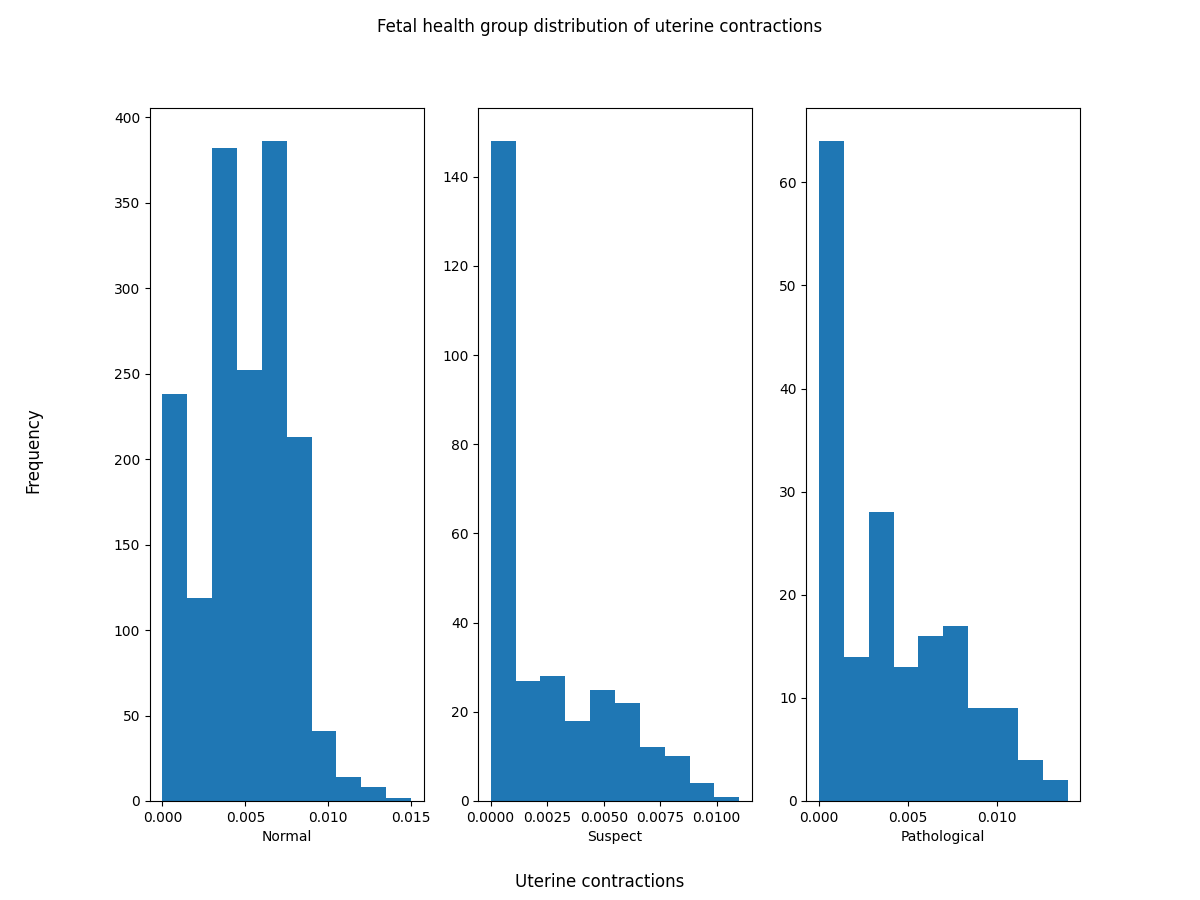 Fetal health group distribution of uterine contractions
Frequency
400
350
300
250
200
150
100
50
0
0.000 0.005 0.010 0.015
Normal
140
120
100
80
60
40
20
0
0.0000 0.0025 0.0050 0.0075 0.0100
Suspect
60
50
40
30
20
10
0
0.000 0.005 0.010
Pathological
Uterine contractions